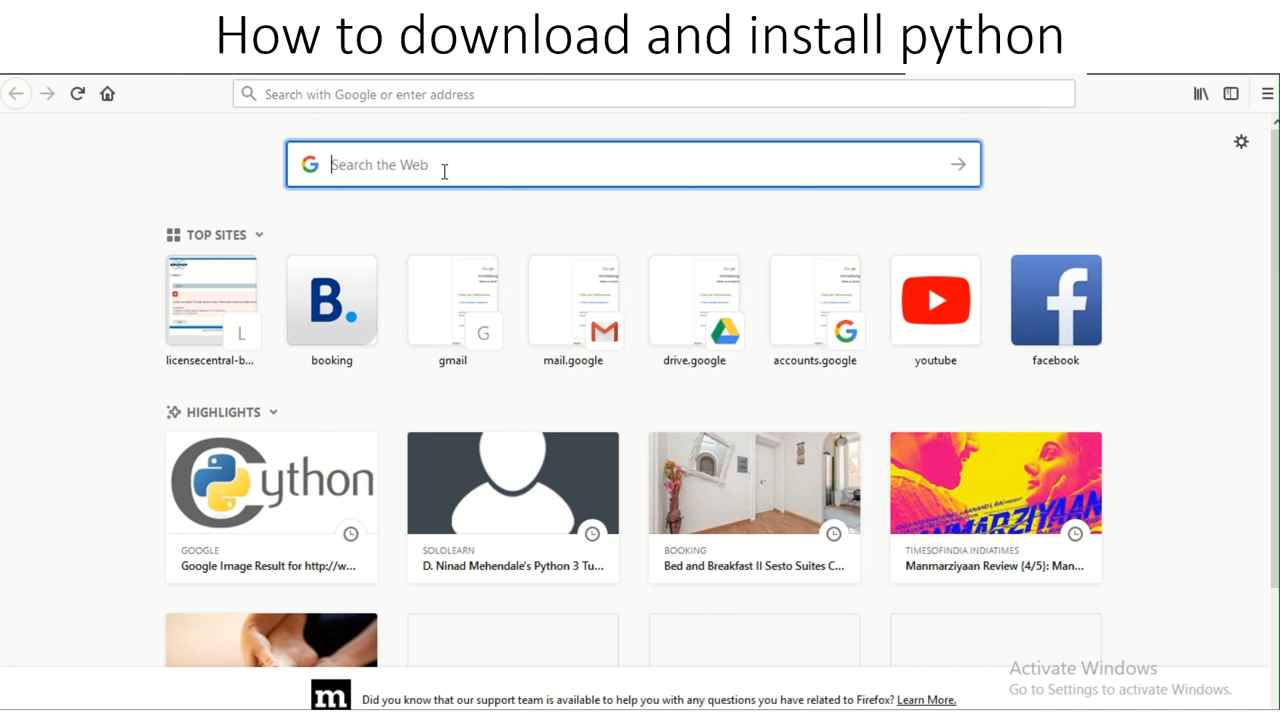 How to download and install python
Search with Google or enter address
Search the Web
TOP SITES
L
B.
G
licensecentral-b...
booking
gmail
mail.google
drive.google
accounts.google
youtube
facebook
HIGHLIGHTS
Cython
MANMARZIYAAN
GOOGLE
Google Image Result for http://w...
SOLOLEARN
D. Ninad Mehendale's Python 3 Tu...
BOOKING
Bed and Breakfast Il Sesto Suites C...
TIMESOFINDIA.INDIATIMES
Manmarziyaan Review {4/5}: Man...
Activate Windows
Go to Settings to activate Windows.
m
Did you know that our support team is available to help you with any questions you have related to Firefox? Learn More.